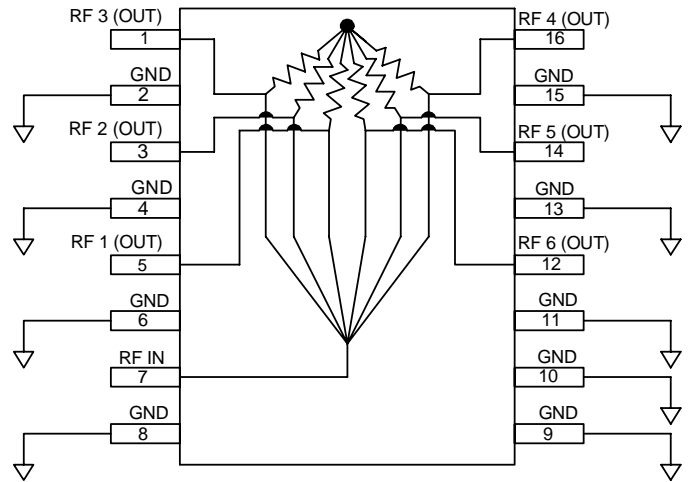 RF 3 (OUT)
1
GND
2
RF 2 (OUT)
3
GND
4
RF 1 (OUT)
5
GND
6
RF IN
7
GND
8
RF 4 (OUT)
16
GND
15
RF 5 (OUT)
14
GND
13
RF 6 (OUT)
12
GND
11
GND
10
GND
9